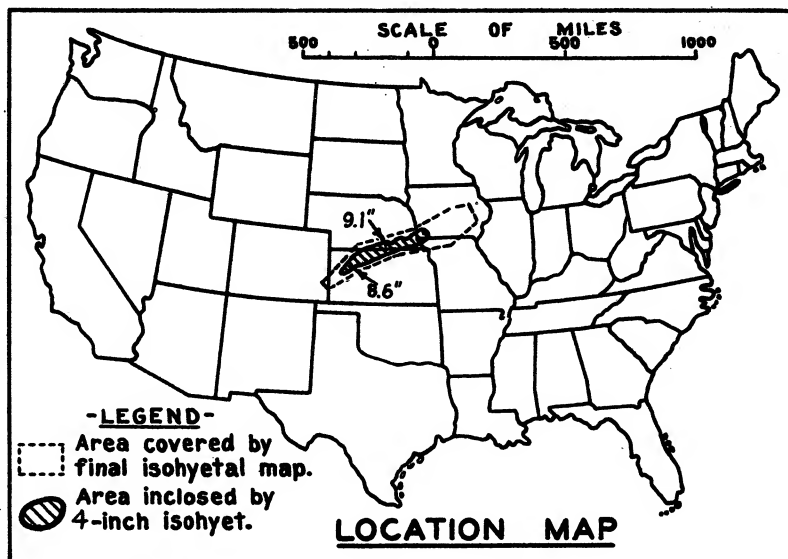 SCALE OF MILES
500 0 500 1000
9.1"
8.6"
-LEGEND-
Area covered by
final isohyetal map.
Area inclosed by
4-inch isohyet.
LOCATION MAP